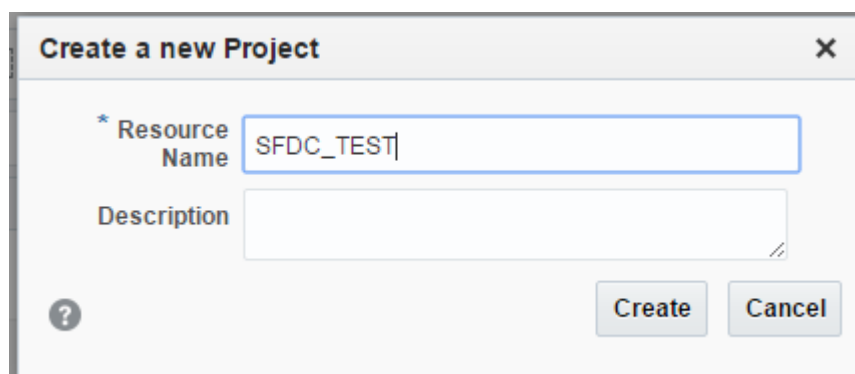 Create a new Project
* Resource
Name
SFDC_TEST
Description
Create
Cancel